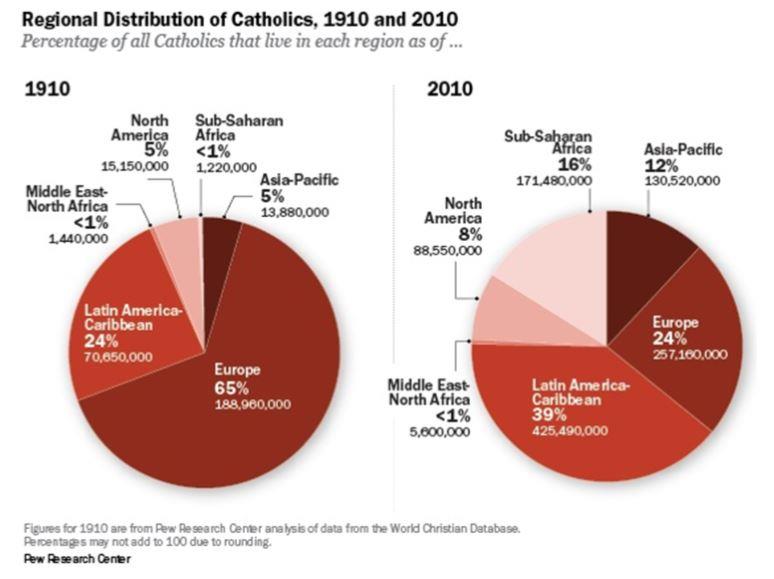 Regional Distribution of Catholics, 1910 and 2010
Percentage of all Catholics that live in each region as of ...
1910
North
America
5%
15,150,000
Sub-Saharan
Africa
<1%
1,220,000
Asia-Pacific
5%
13,880,000
Middle East-
North Africa
<1%
1,440,000
Latin America-
Caribbean
24%
70,650,000
Europe
65%
188,960,000
2010
Sub-Saharan
Africa
16%
171,480,000
Asia-Pacific
12%
130,520,000
North
America
8%
88,550,000
Europe
24%
257,160,000
Middle East-
North Africa
<1%
5,600,000
Latin America-
Caribbean
39%
425,490,000
Figures for 1910 are from Pew Research Center analysis of data from the World Christian Database.
Percentages may not add to 100 due to rounding.
Pew Research Center